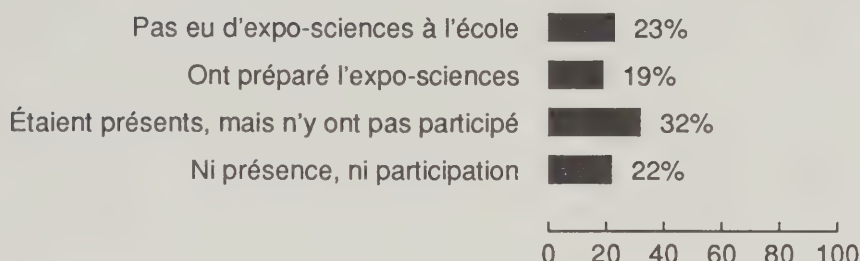 Pas eu d'expo-sciences à l'école 23%
Ont préparé l'expo-sciences 19%
Étaient présents, mais n'y ont pas participé 32%
Ni présence, ni participation 22%
0 20 40 60 80 100